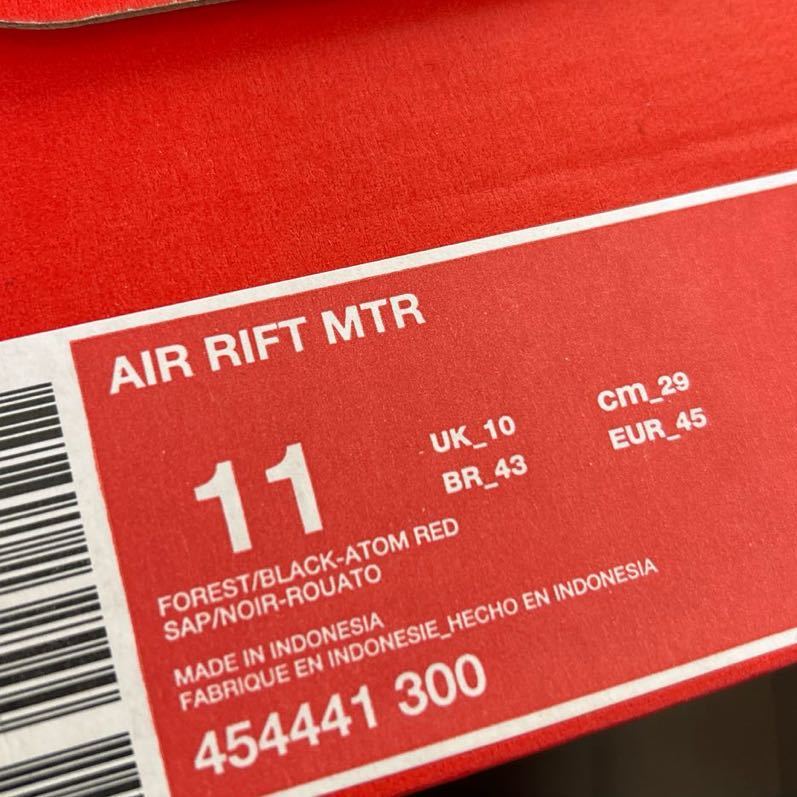 AIR RIFT MTR
11
UK_10 cm_29
BR_43 EUR_45
FOREST/BLACK-ATOM RED
SAP/NOIR-ROUATO
MADE IN INDONESIA
FABRIQUE EN INDONESIE_HECHO EN INDONESIA
454441 300